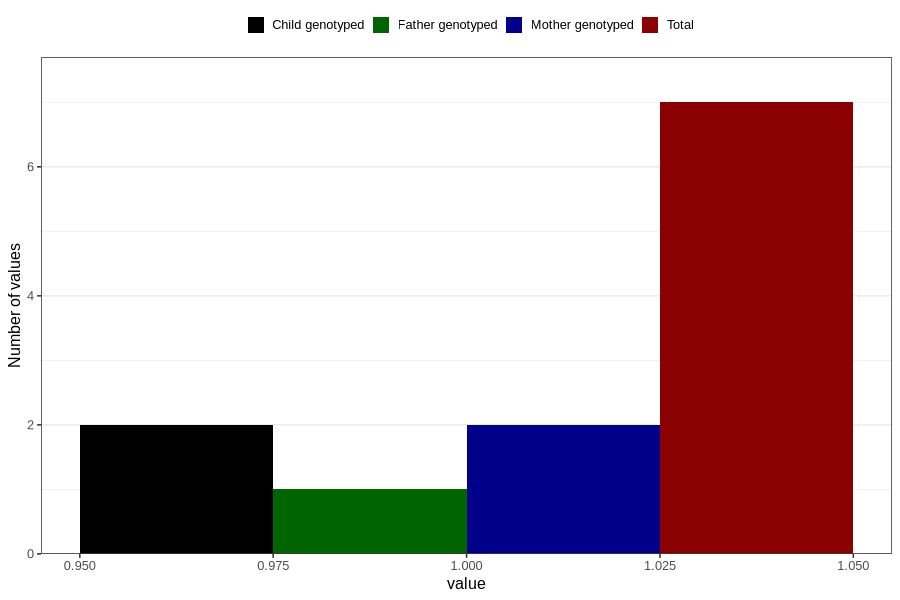 Child genotyped Father genotyped Mother genotyped Total
Number of values
6
4
2
0
0.950 0.975 1.000 1.025 1.050
value